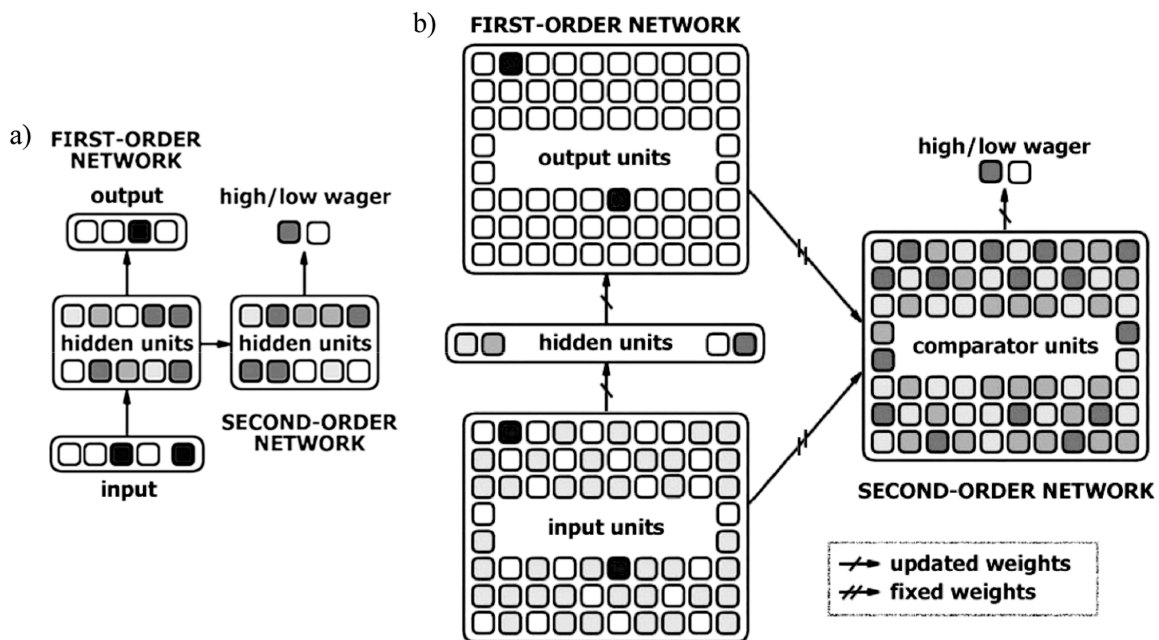 a)
FIRST-ORDER
NETWORK
output
hidden units
input
high/low wager
hidden units
SECOND-ORDER
NETWORK
b)
FIRST-ORDER NETWORK
output units
hidden units
input units
high/low wager
comparator units
SECOND-ORDER NETWORK
updated weights
fixed weights